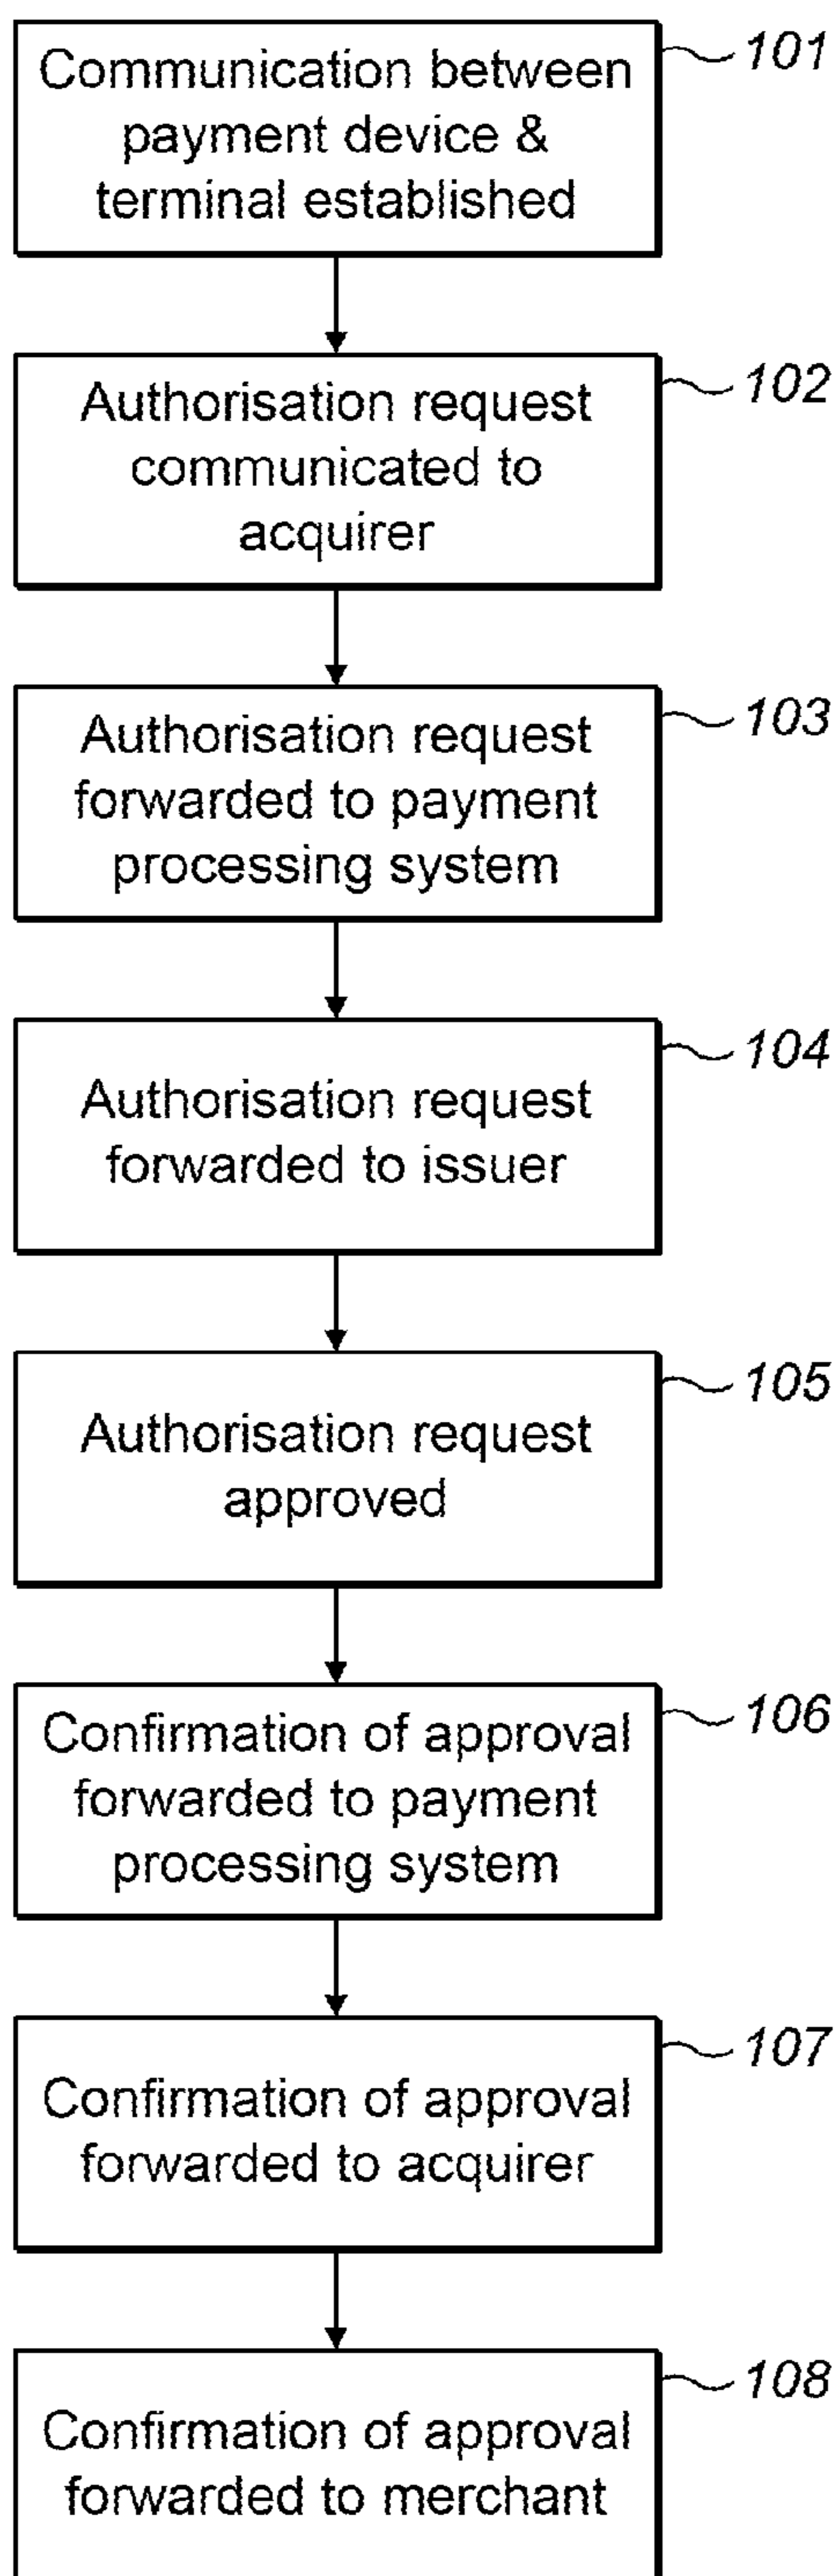 Communication between
payment device &
terminal established
101
Authorisation request
communicated to
acquirer
102
Authorisation request
forwarded to payment
processing system
103
Authorisation request
forwarded to issuer
104
Authorisation request
approved
105
Confirmation of approval
forwarded to payment
processing system
106
Confirmation of approval
forwarded to acquirer
107
Confirmation of approval
forwarded to merchant
108